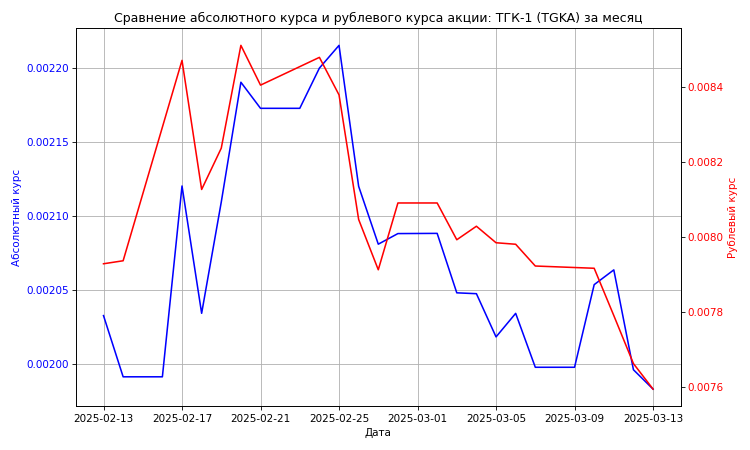 Сравнение абсолютного курса и рублевого курса акции: ТГК-1 (TGKA) за месяц
0.00220
0.00215
0.00210
0.00205
0.00200
Абсолютный курс
0.0084
0.0082
0.0080
0.0078
0.0076
Рублевый курс
2025-02-13 2025-02-17 2025-02-21 2025-02-25 2025-03-01 2025-03-05 2025-03-09 2025-03-13
Дата